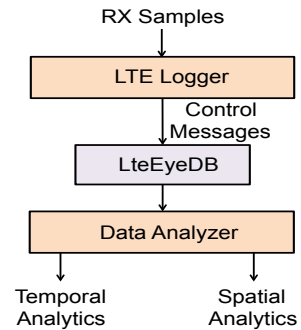 RX Samples
LTE Logger
Control
Messages
LteEyeDB
Data Analyzer
Temporal
Analytics
Spatial
Analytics